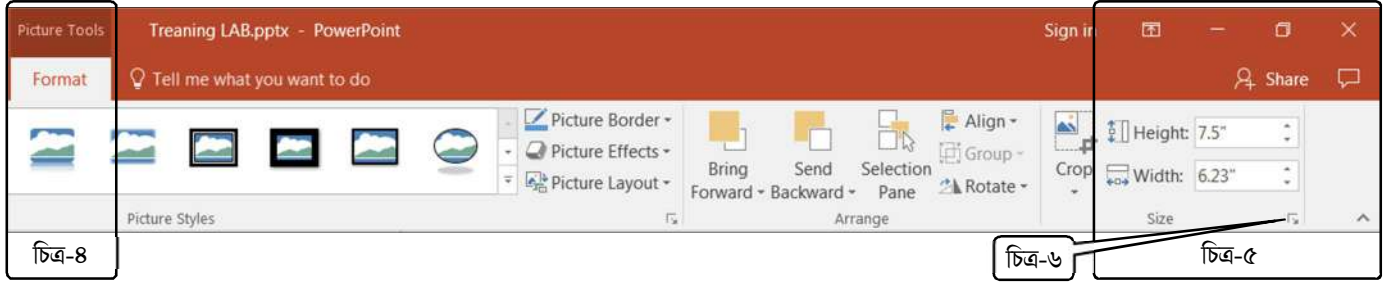 Picture Tools Treaning LAB.pptx - PowerPoint Sign in
Format Tell me what you want to do Share
Picture Border
Picture Effects
Picture Layout
Bring Forward
Send Backward
Selection Pane
Align
Group
Rotate
Crop
Height: 7.5"
Width: 6.23"
Picture Styles Arrange Size
চিত্র-৪ চিত্র-৬ চিত্র-৫